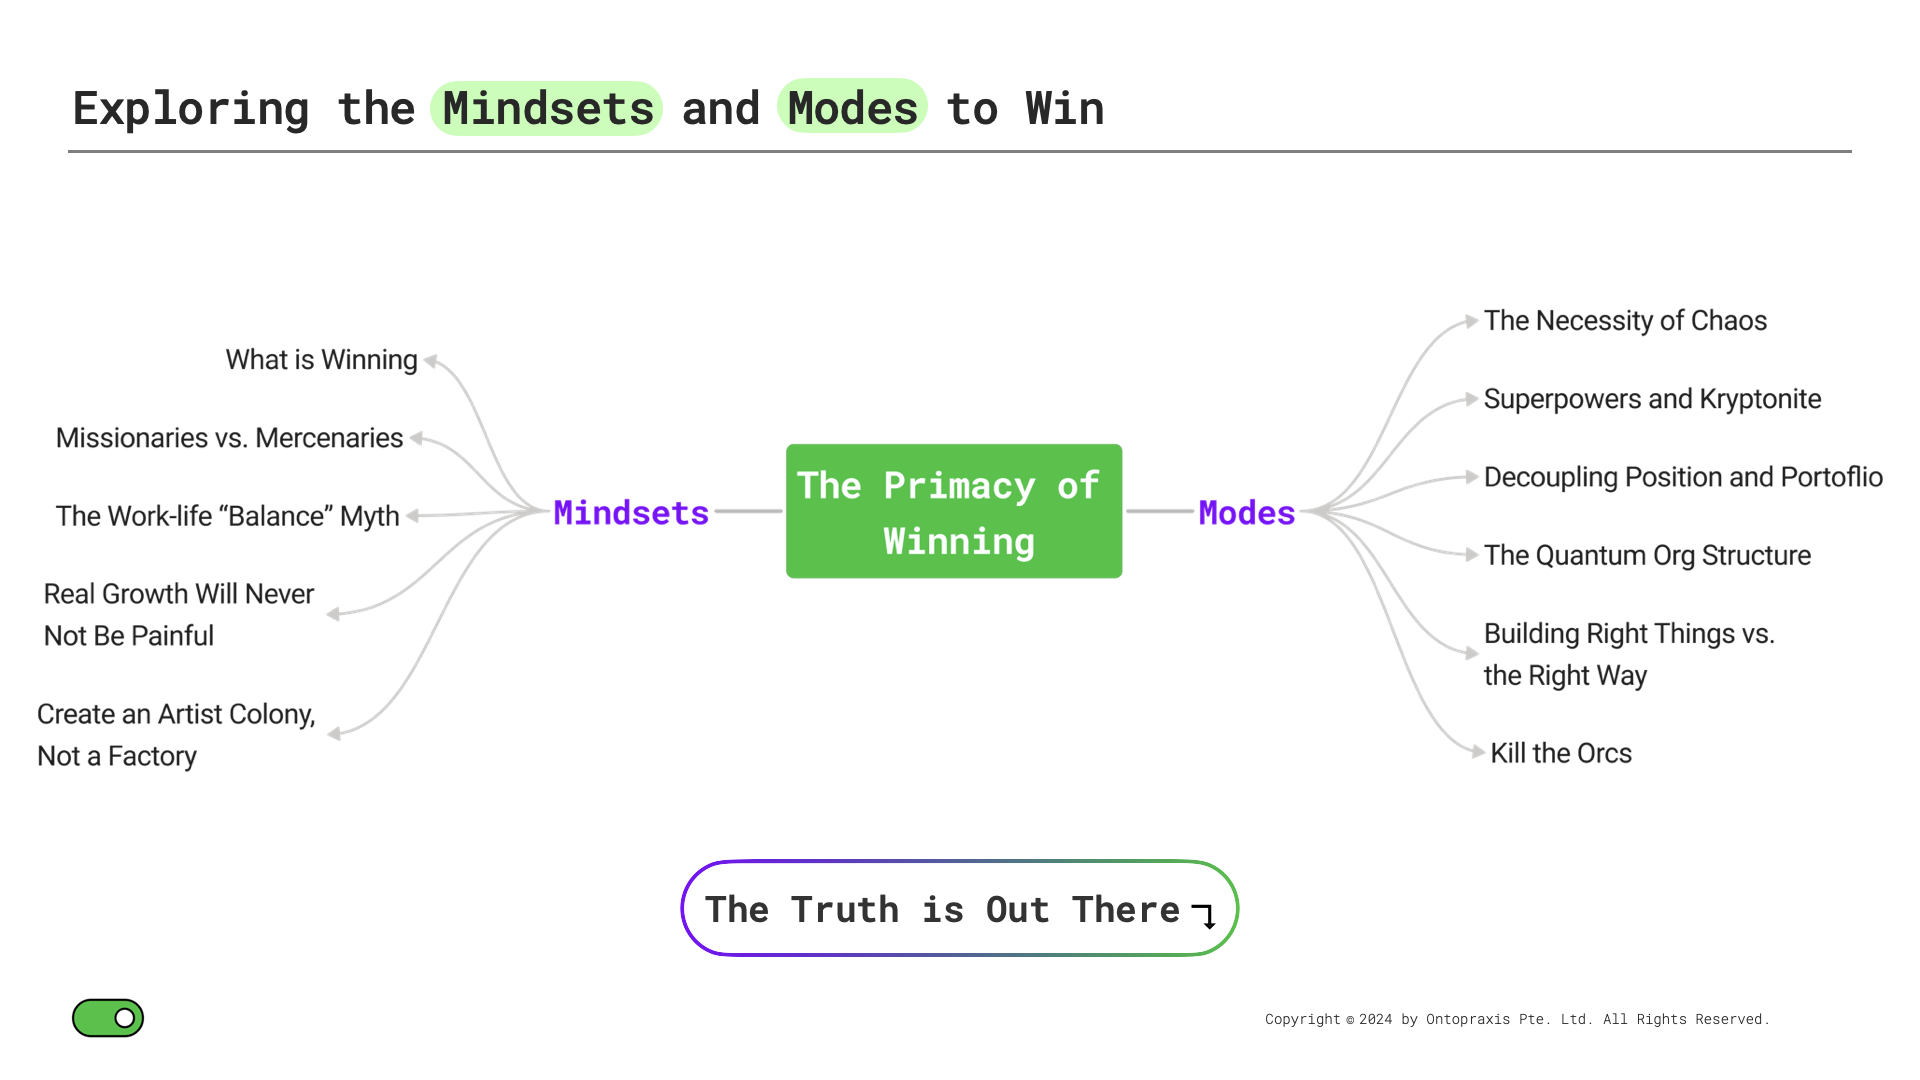 Exploring the Mindsets and Modes to Win
What is Winning
Missionaries vs. Mercenaries
The Work-life “Balance” Myth
Real Growth Will Never
Not Be Painful
Create an Artist Colony,
Not a Factory
Mindsets
The Primacy of
Winning
Modes
The Necessity of Chaos
Superpowers and Kryptonite
Decoupling Position and Portoflio
The Quantum Org Structure
Building Right Things vs.
the Right Way
Kill the Orcs
The Truth is Out There
Copyright © 2024 by Ontopraxis Pte. Ltd. All Rights Reserved.